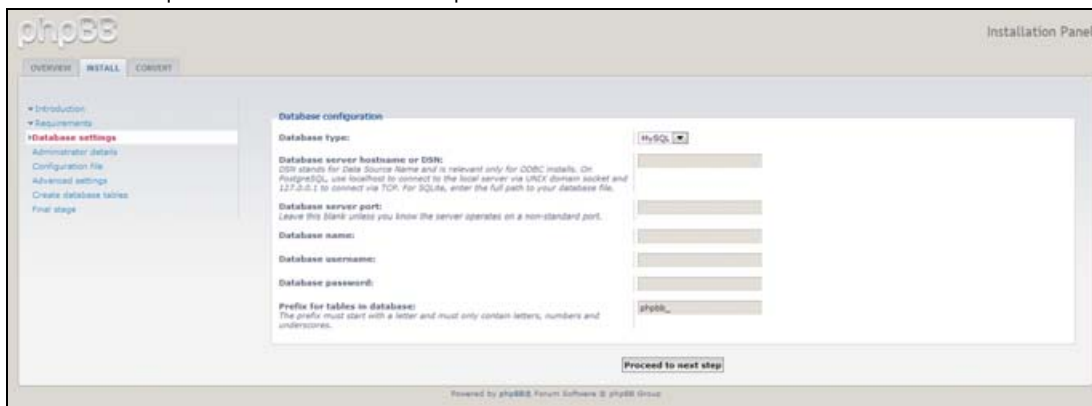 phpBB
Installation Panel
OVERVIEW INSTALL CONVERT
Introduction
Requirements
Database settings
Administrator details
Configuration file
Advanced settings
Create database tables
Final stage
Database configuration
Database type:
MySQL
Database server hostname or DSN:
DSN stands for Data Source Name and is relevant only for ODBC installs. On
PostgreSQL, use localhost to connect to the local server via UNIX domain socket and
127.0.0.1 to connect via TCP. For SQLite, enter the full path to your database file.
Database server port:
Leave this blank unless you know the server operates on a non-standard port.
Database name:
Database username:
Database password:
Prefix for tables in database:
phpbb_
The prefix must start with a letter and must only contain letters, numbers and
underscores.
Proceed to next step
Powered by phpBB® Forum Software © phpBB Group